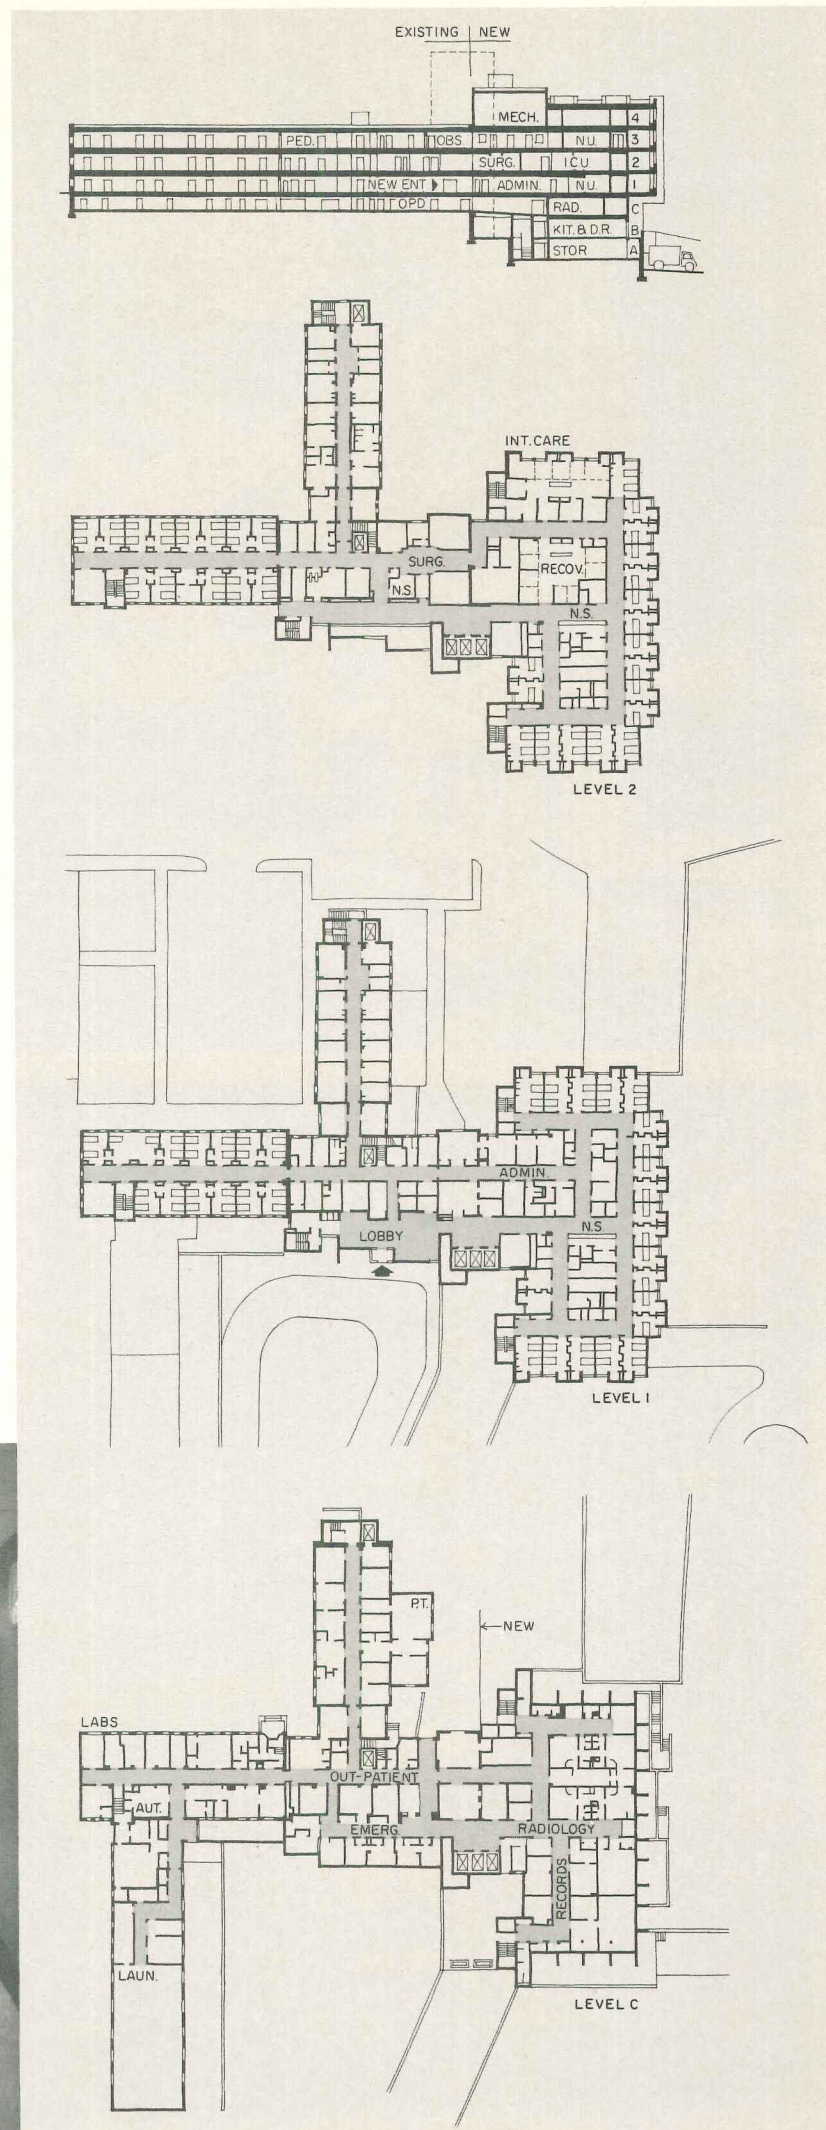 EXISTING NEW
MECH. 4
PED. OBS. NU. 3
SURG. ICU 2
NEW ENT ADMIN. NU. 1
OPD RAD. C
KIT. & D.R. B
STOR A
INT. CARE
SURG.
RECOV.
N.S.
N.S.
LEVEL 2
ADMIN.
N.S.
LOBBY
LEVEL 1
P.T.
NEW
LABS
OUT-PATIENT
AUT.
EMERG. RADIOLOGY
RECORDS
LAUN.
LEVEL C